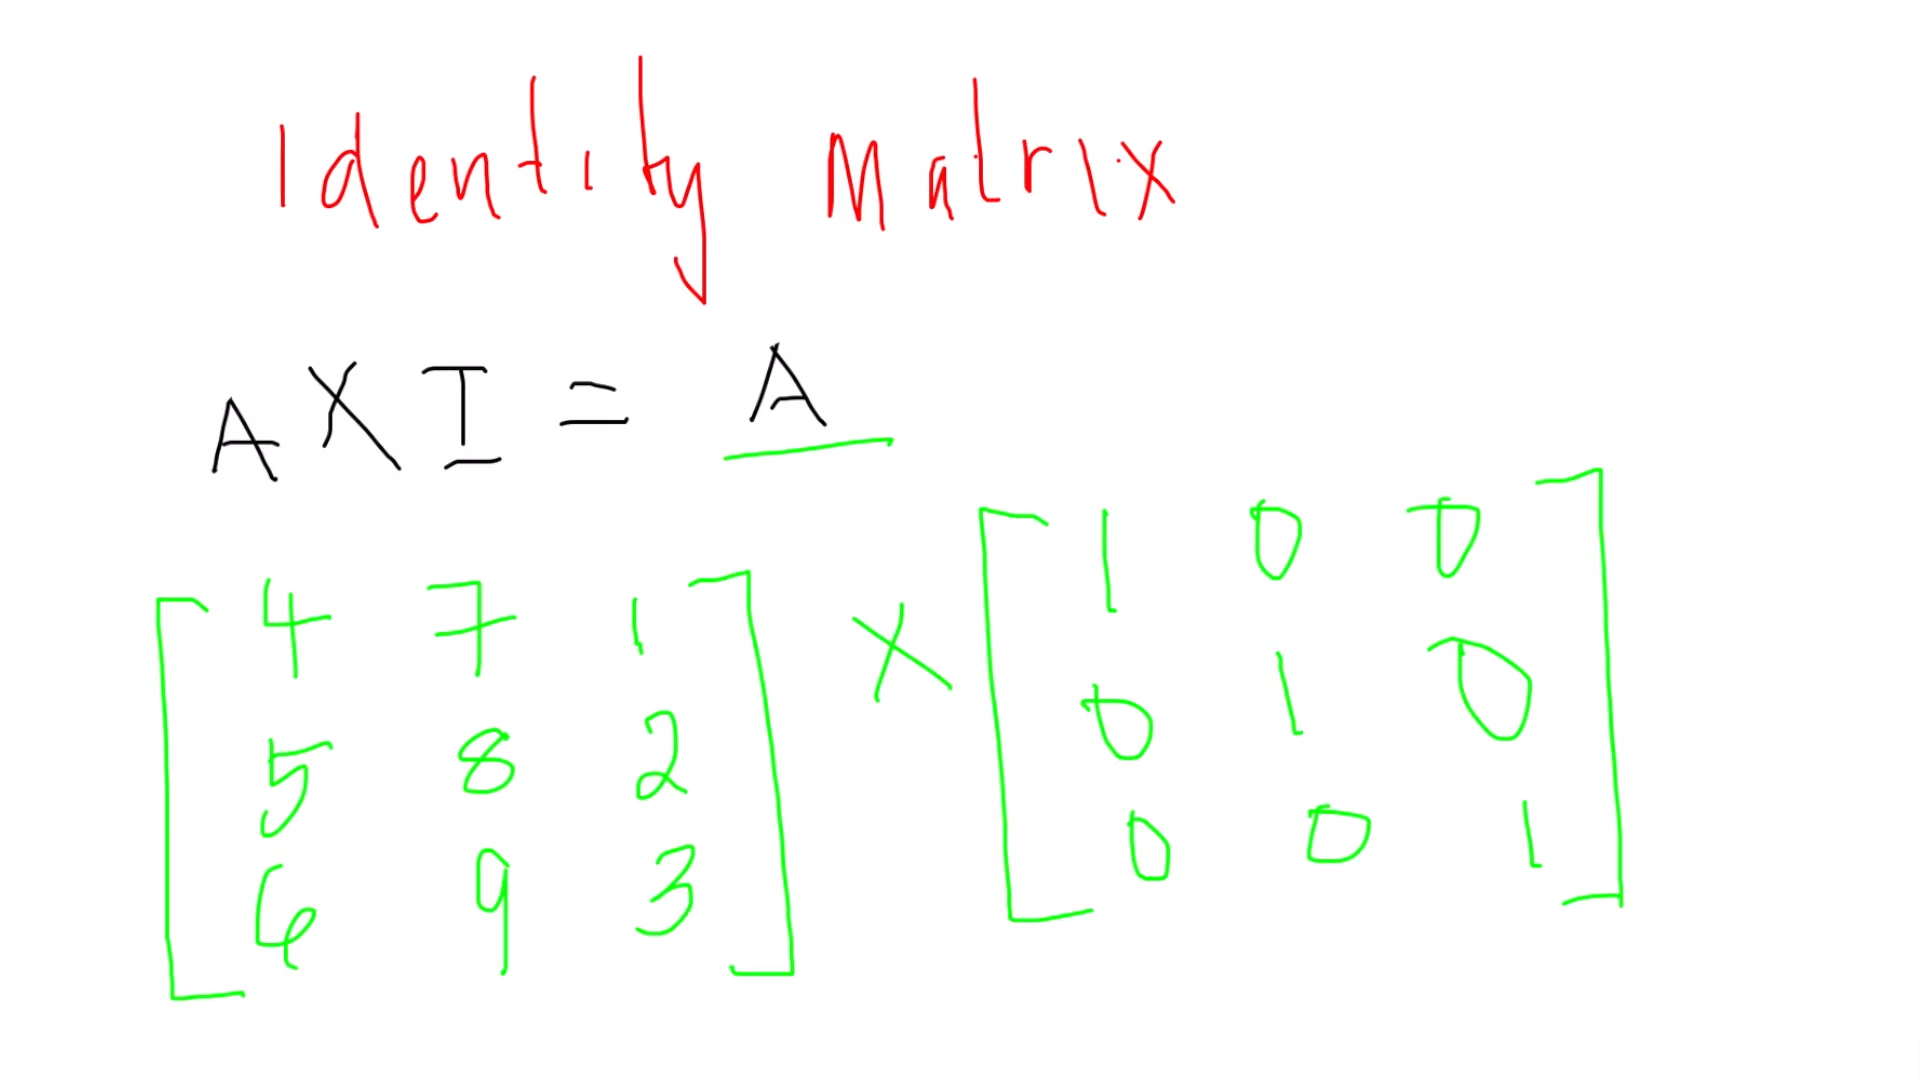 Identity Matrix
A X I = A
4 7 1 X 1 0 0
5 8 2 0 1 0
6 9 3 0 0 1